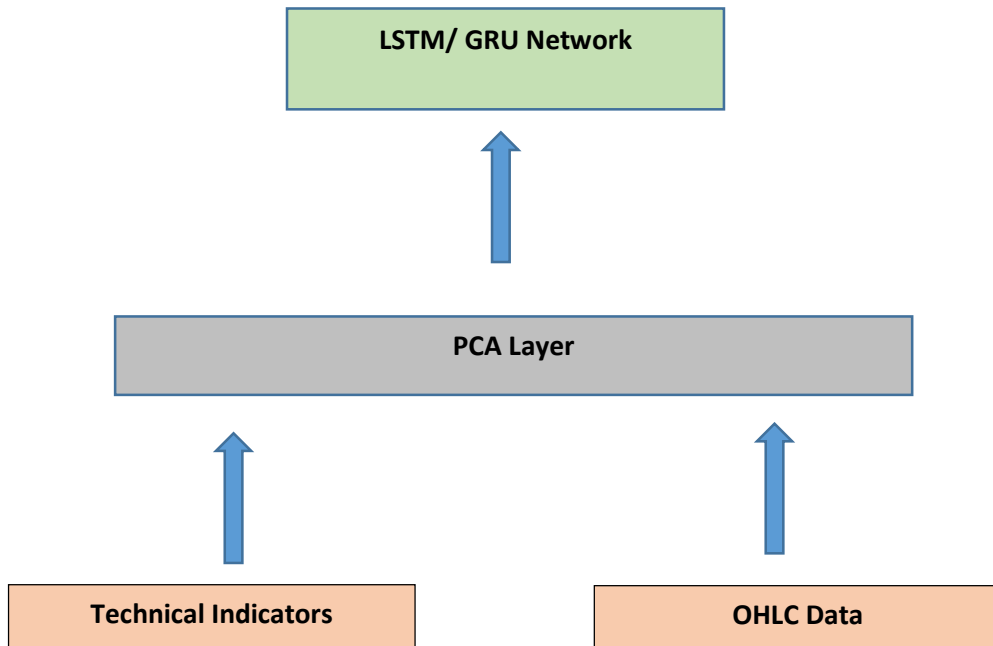 LSTM/ GRU Network
PCA Layer
Technical Indicators
OHLC Data